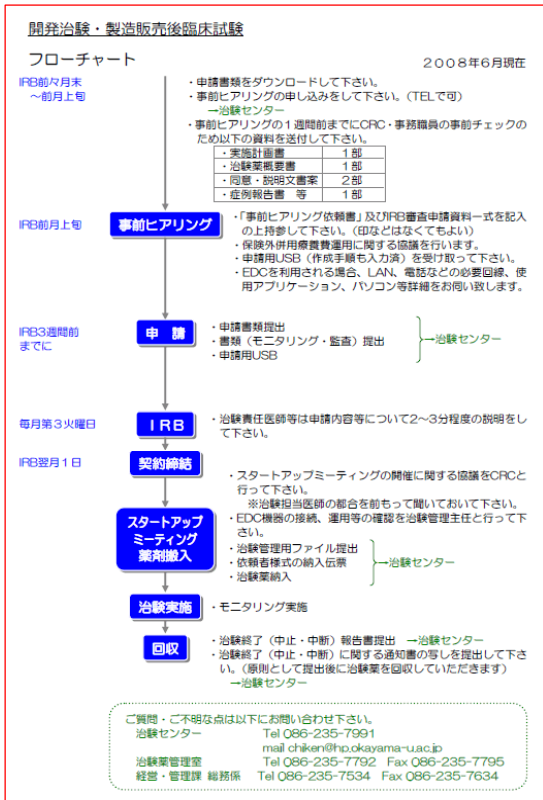 開発治験・製造販売後臨床試験
フローチャート
2008年6月現在
IRB前々月末
～前月上旬
・申請書類をダウンロードして下さい。
・事前ヒアリングの申し込みをして下さい。（TELで可）
→治験センター
・事前ヒアリングの1週間前までにCRC・事務職員の事前チェックの
ため以下の資料を送付して下さい。
・実施計画書 1部
・治験薬概要書 1部
・同意・説明文書案 2部
・症例報告書 等 1部
IRB前月上旬
事前ヒアリング
・「事前ヒアリング依頼書」及びIRB審査申請資料一式を記入
の上持参して下さい。（印などはなくてもよい）
・保険外併用療養費運用に関する協議を行います。
・申請用USB（作成手順も入力済）を受け取って下さい。
・EDCを利用される場合、LAN、電話などの必要回線、使
用アプリケーション、パソコン等詳細をお伺い致します。
IRB3週間前
までに
申 請
・申請書類提出
・書類（モニタリング・監査）提出
→治験センター
・申請用USB
毎月第3火曜日
IRB
・治験責任医師等は申請内容等について2～3分程度の説明をし
て下さい。
IRB翌月1日
契約締結
・スタートアップミーティングの開催に関する協議をCRCと
行って下さい。
※治験担当医師の都合を前もって聞いておいて下さい。
・EDC機器の接続、運用等の確認を治験管理主任と行って下
さい。
スタートアップ
ミーティング
薬剤搬入
・治験管理用ファイル提出
・依頼者様式の納入伝票
→治験センター
・治験薬納入
治験実施
・モニタリング実施
回収
・治験終了（中止・中断）報告書提出 →治験センター
・治験終了（中止・中断）に関する通知書の写しを提出して下さ
い。（原則として提出後に治験薬を回収していただきます）
→治験センター
ご質問・ご不明な点は以下にお問い合わせ下さい。
治験センター Tel 086-235-7991
mail chiken@hp.okayama-u.ac.jp
治験薬管理室 Tel 086-235-7792 Fax 086-235-7795
経営・管理課 総務係 Tel 086-235-7534 Fax 086-235-7634